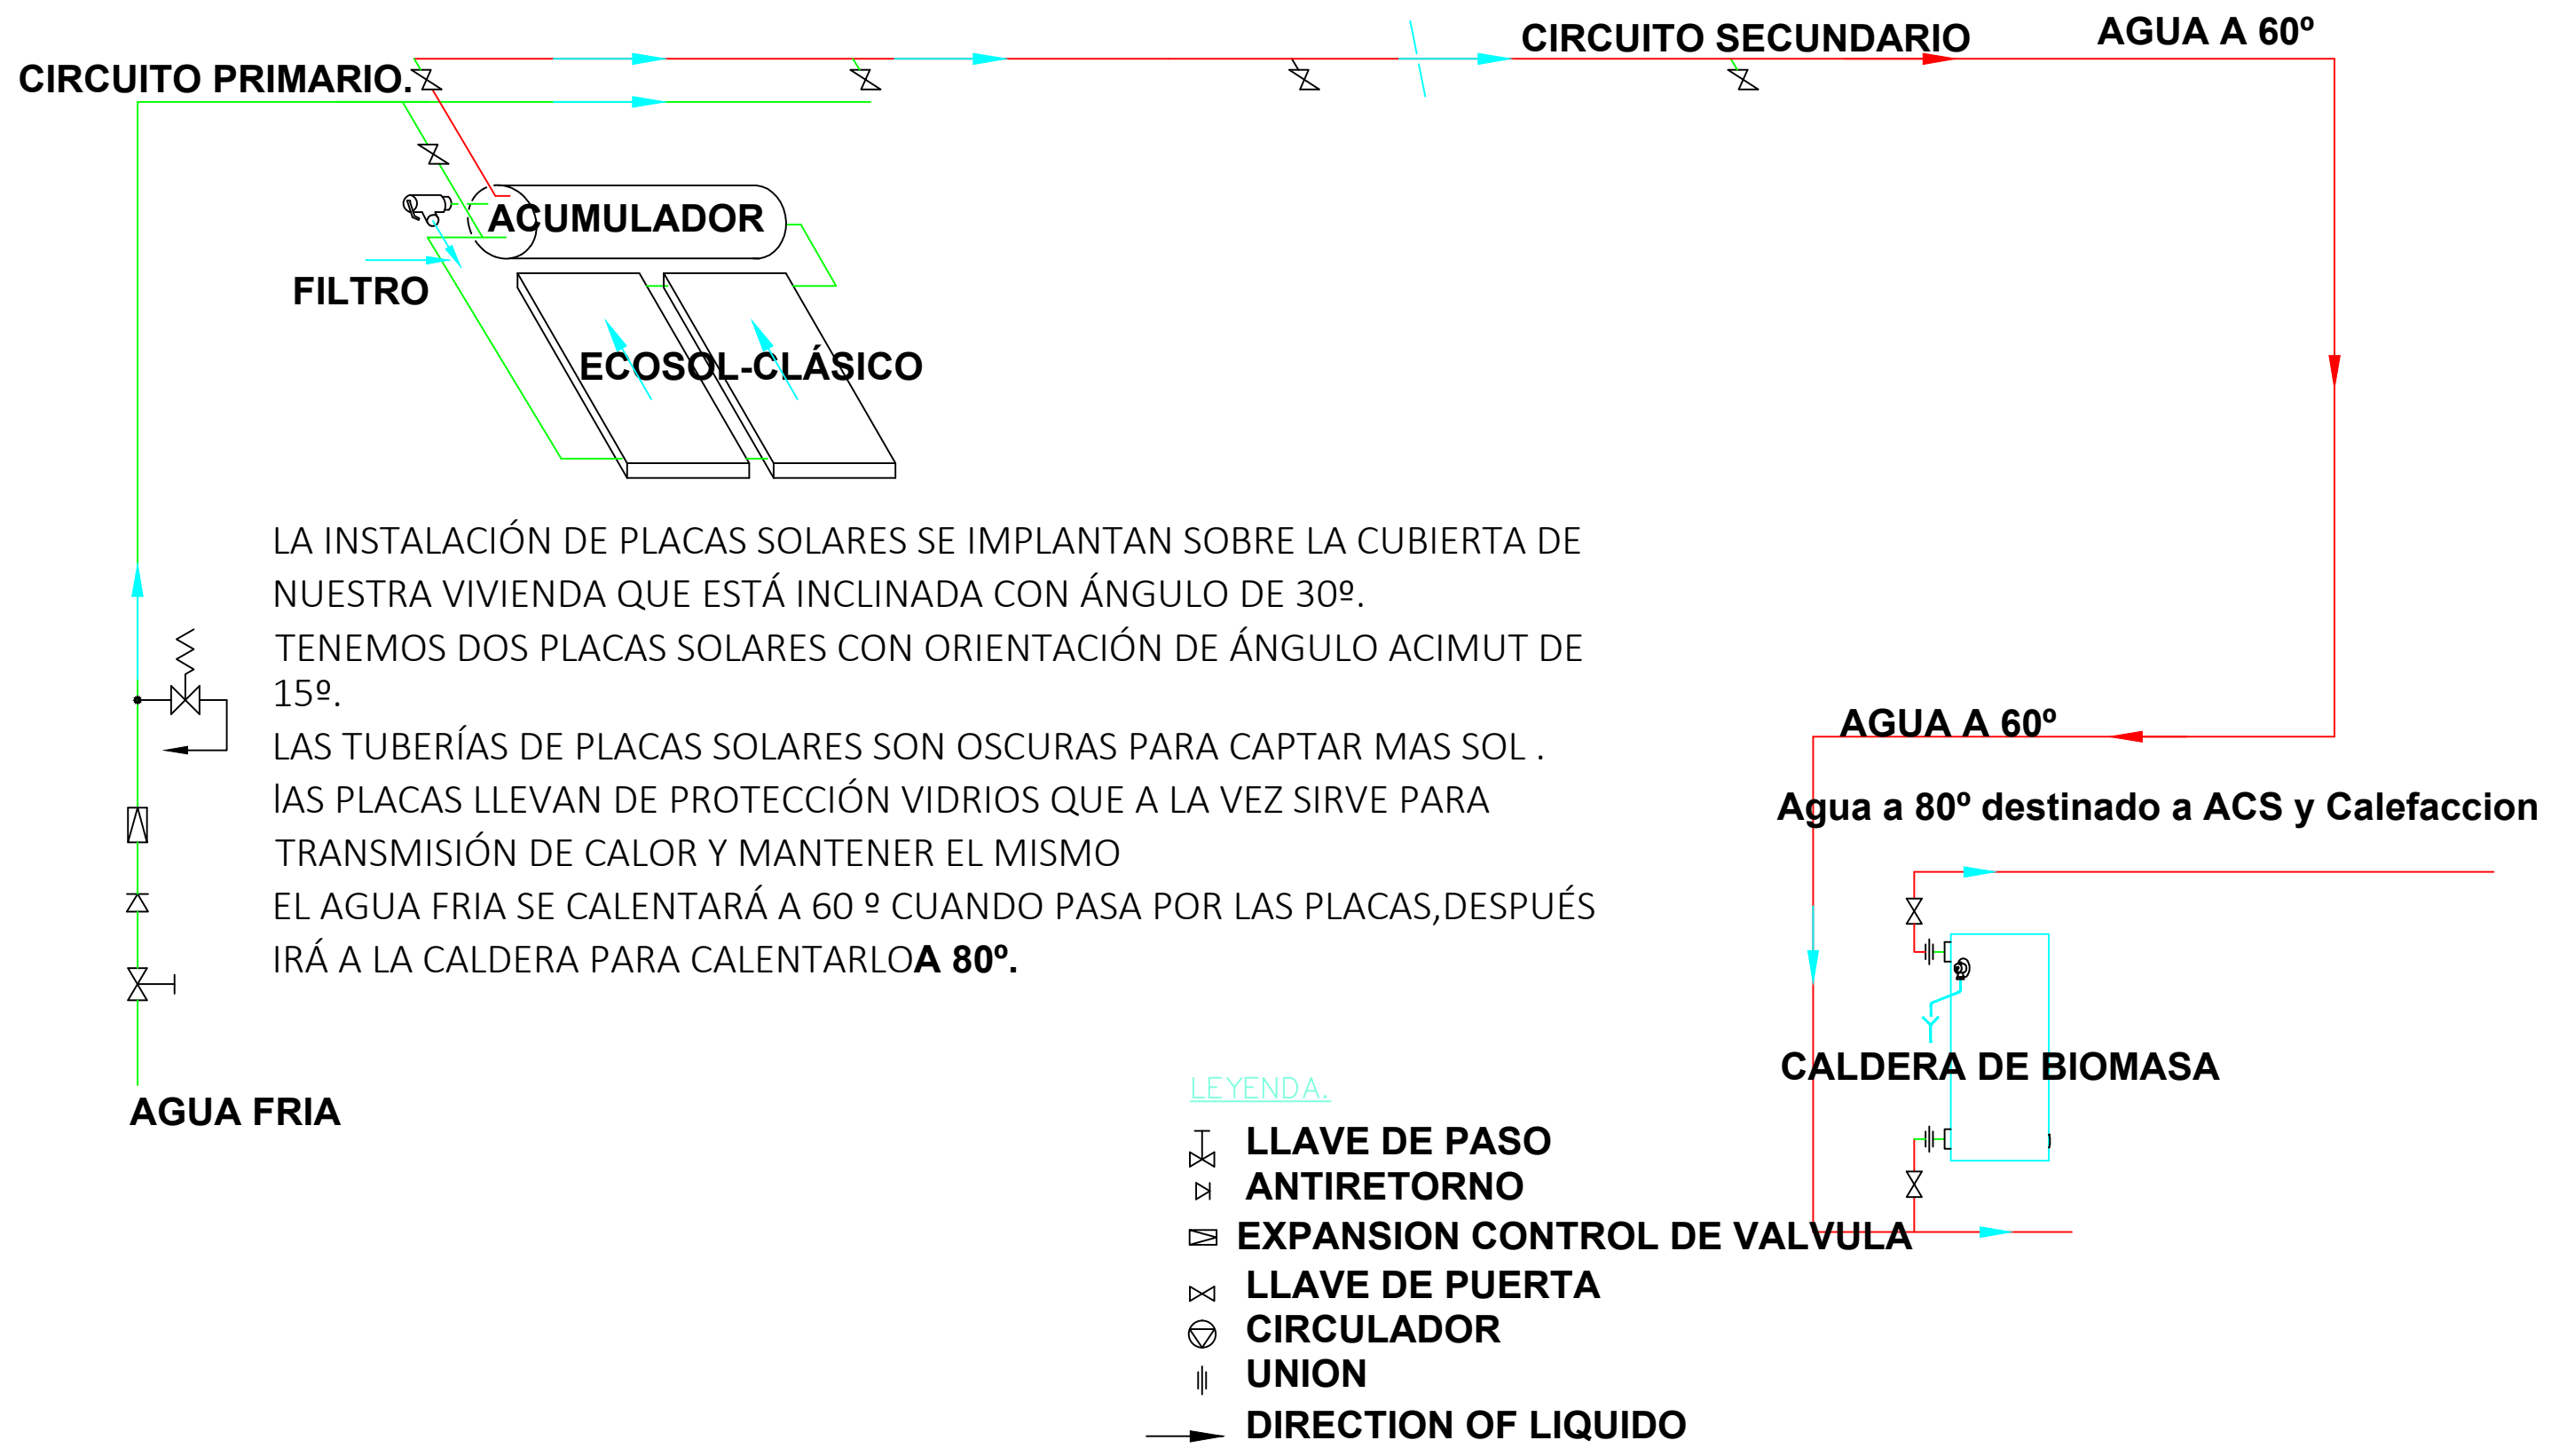 CIRCUITO SECUNDARIO
AGUA A 60º
CIRCUITO PRIMARIO.
ACUMULADOR
FILTRO
ECOSOL-CLÁSICO
LA INSTALACIÓN DE PLACAS SOLARES SE IMPLANTAN SOBRE LA CUBIERTA DE
NUESTRA VIVIENDA QUE ESTÁ INCLINADA CON ÁNGULO DE 30º.
TENEMOS DOS PLACAS SOLARES CON ORIENTACIÓN DE ÁNGULO ACIMUT DE
15º.
LAS TUBERÍAS DE PLACAS SOLARES SON OSCURAS PARA CAPTAR MAS SOL .
lAS PLACAS LLEVAN DE PROTECCIÓN VIDRIOS QUE A LA VEZ SIRVE PARA
TRANSMISIÓN DE CALOR Y MANTENER EL MISMO
EL AGUA FRIA SE CALENTARÁ A 60 º CUANDO PASA POR LAS PLACAS,DESPUÉS
IRÁ A LA CALDERA PARA CALENTARLOA 80º.
AGUA A 60º
Agua a 80º destinado a ACS y Calefaccion
CALDERA DE BIOMASA
AGUA FRIA
LEYENDA.
LLAVE DE PASO
ANTIRETORNO
EXPANSION CONTROL DE VALVULA
LLAVE DE PUERTA
CIRCULADOR
UNION
DIRECTION OF LIQUIDO